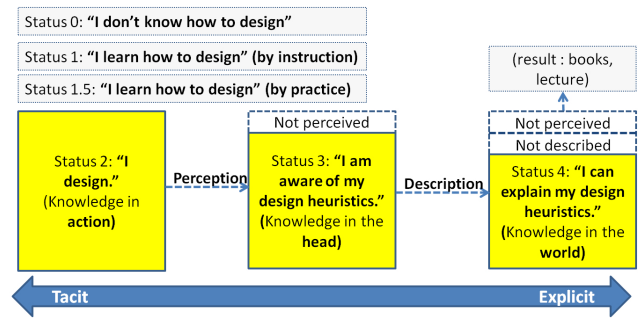 Status 0: “I don’t know how to design”
Status 1: “I learn how to design” (by instruction)
Status 1.5: “I learn how to design” (by practice)
(result : books,
lecture)
Status 2: “I
design.”
(Knowledge in
action)
Perception
Not perceived
Status 3: “I am
aware of my
design heuristics.”
(Knowledge in the
head)
Description
Not perceived
Not described
Status 4: “I can
explain my design
heuristics.”
(Knowledge in the
world)
Tacit
Explicit